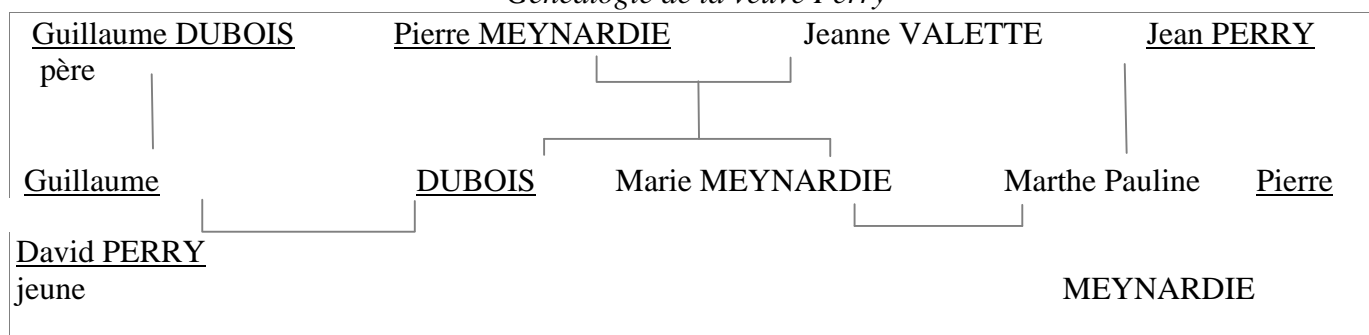 Généalogie de la veuve Perry
Guillaume DUBOIS Pierre MEYNARDIE Jeanne VALETTE Jean PERRY
père
Guillaume DUBOIS Marie MEYNARDIE Marthe Pauline Pierre
David PERRY
jeune MEYNARDIE